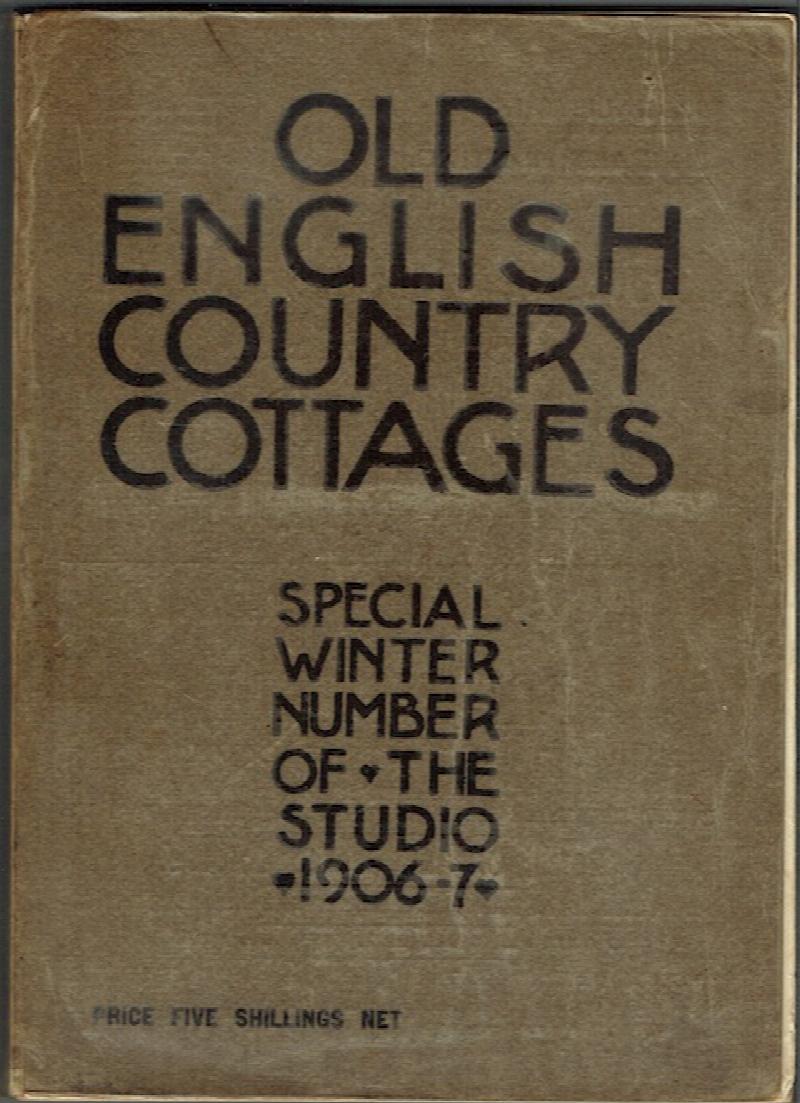 OLD
ENGLISH
COUNTRY
COTTAGES
SPECIAL
WINTER
NUMBER
OF ♥ THE
STUDIO
♥1906-7♥
PRICE FIVE SHILLINGS NET